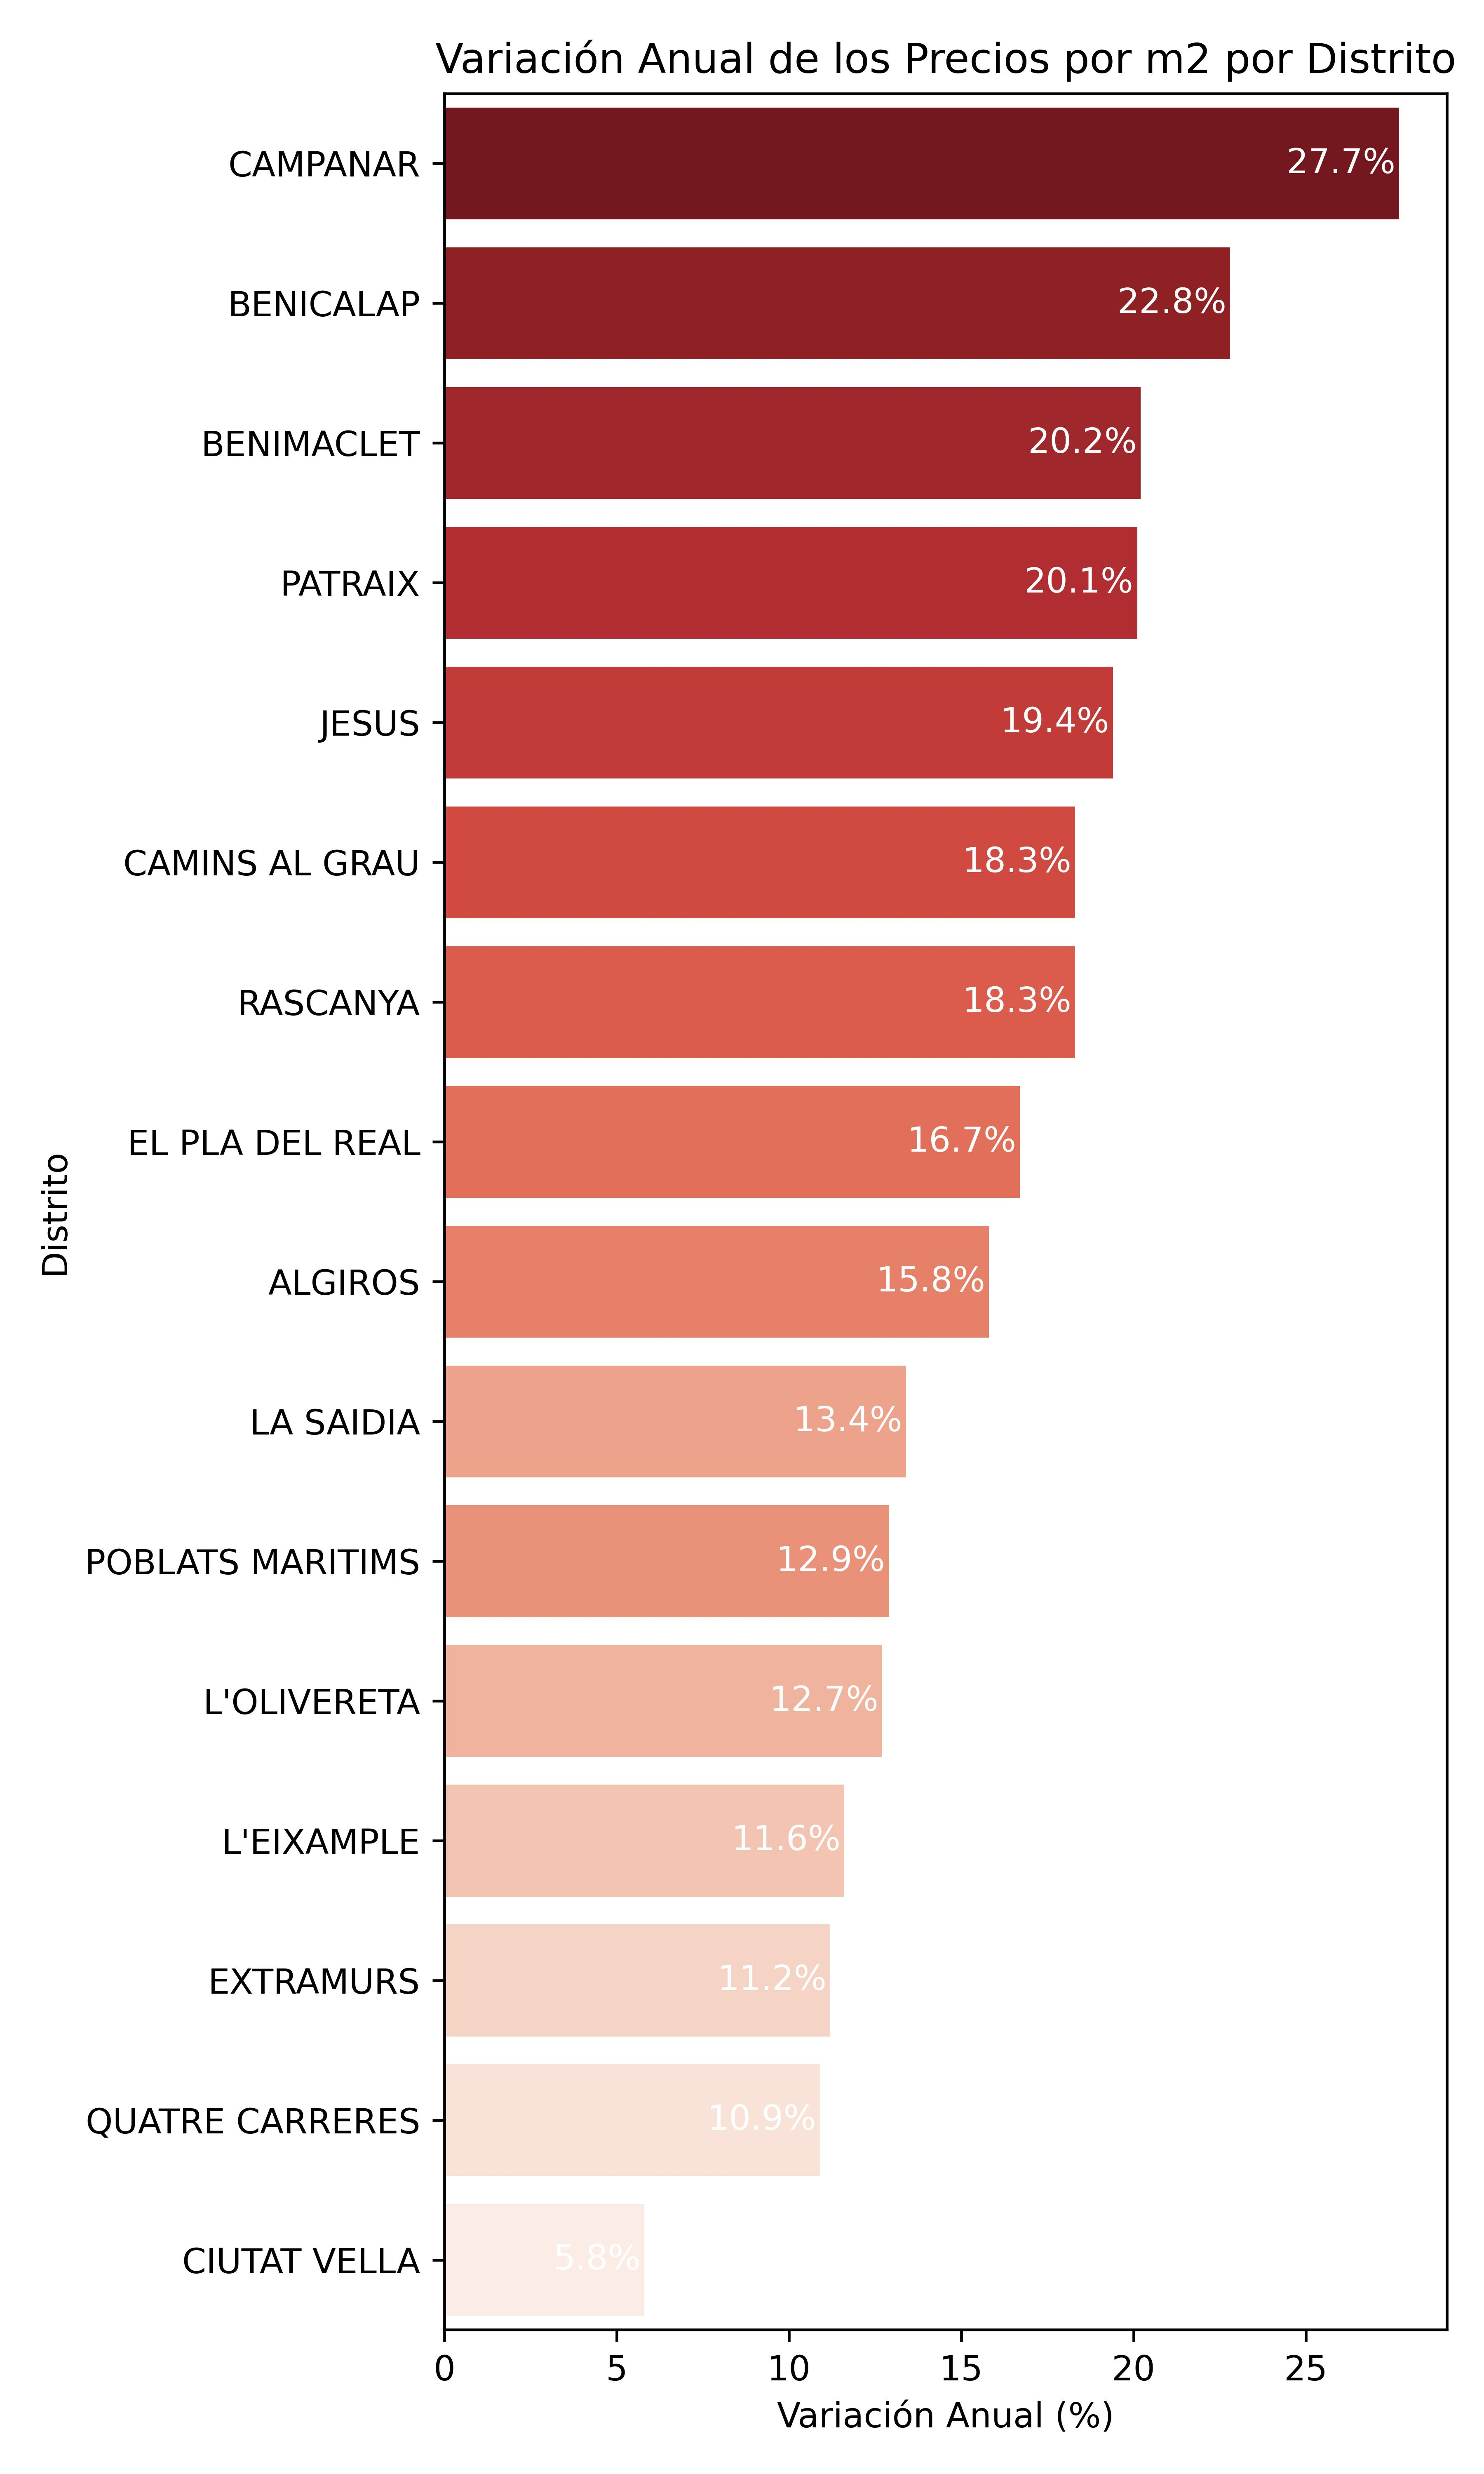 Variación Anual de los Precios por m2 por Distrito
CAMPANAR 27.7%
BENICALAP 22.8%
BENIMACLET 20.2%
PATRAIX 20.1%
JESUS 19.4%
CAMINS AL GRAU 18.3%
RASCANYA 18.3%
EL PLA DEL REAL 16.7%
ALGIROS 15.8%
LA SAIDIA 13.4%
POBLATS MARITIMS 12.9%
L'OLIVERETA 12.7%
L'EIXAMPLE 11.6%
EXTRAMURS 11.2%
QUATRE CARRERES 10.9%
CIUTAT VELLA 5.8%
Distrito
0 5 10 15 20 25
Variación Anual (%)